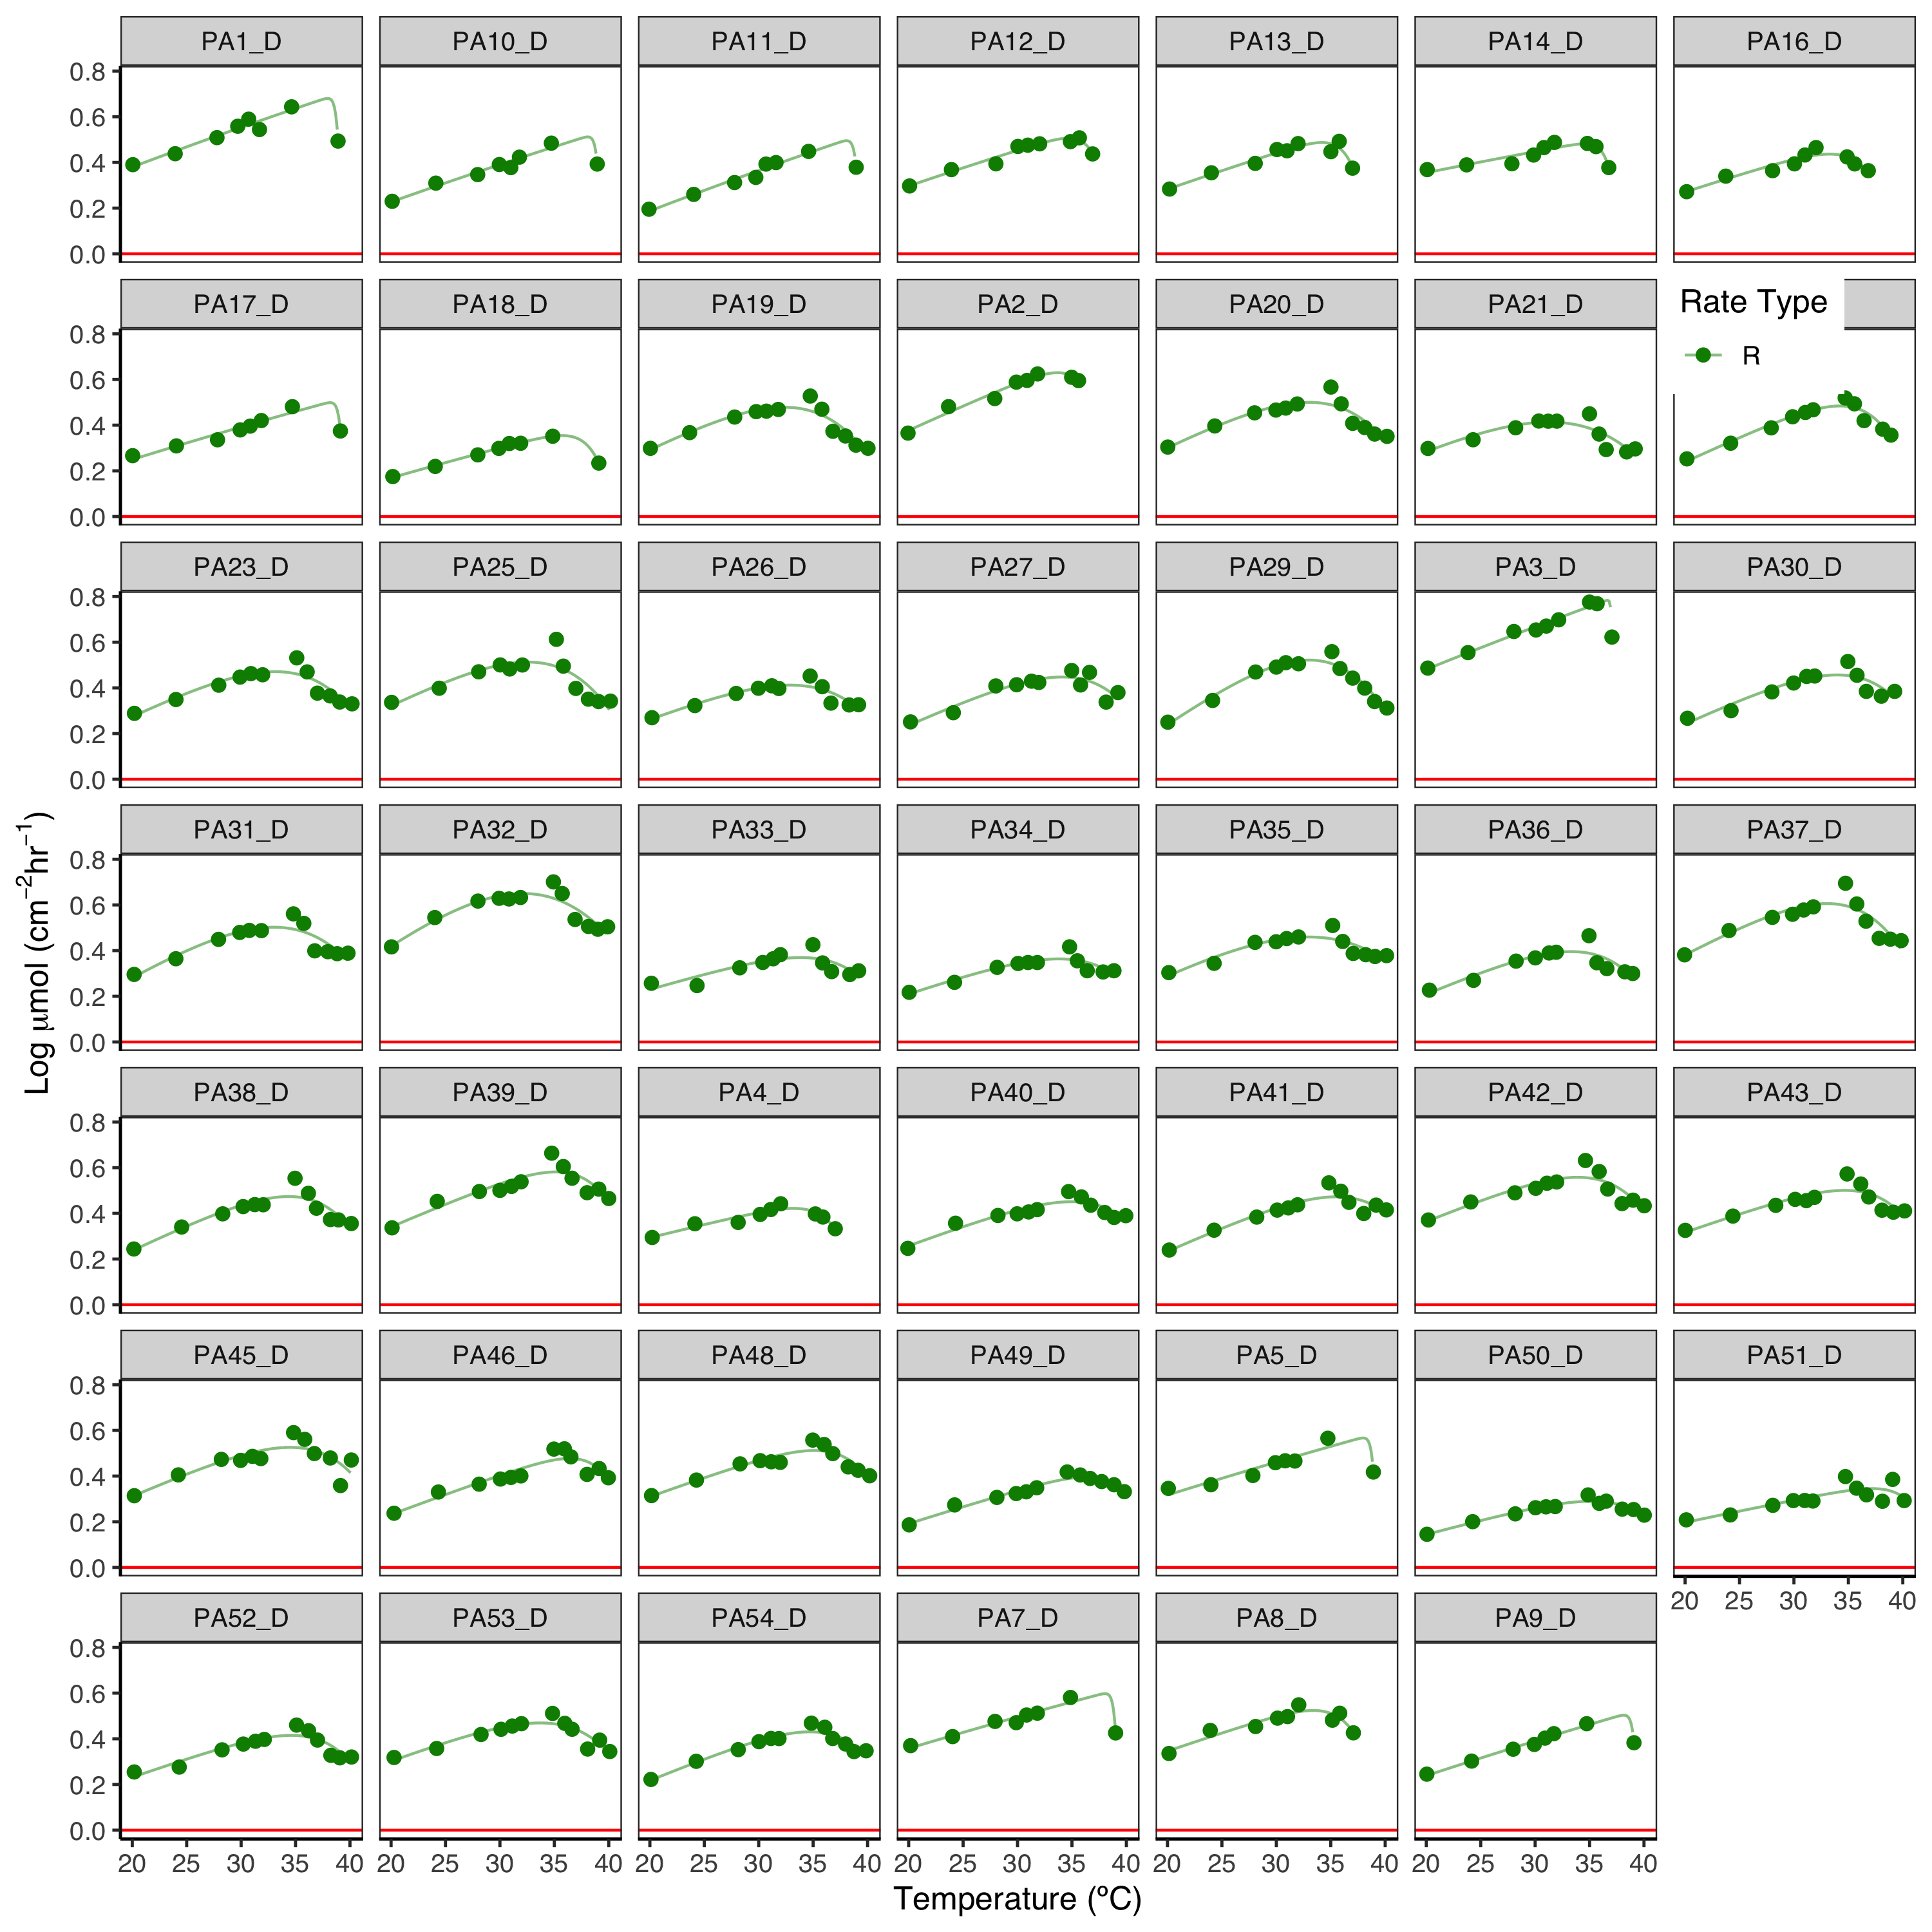 PA1_D PA10_D PA11_D PA12_D PA13_D PA14_D PA16_D
0.8
0.6
0.4
0.2
0.0
PA17_D PA18_D PA19_D PA2_D PA20_D PA21_D
Rate Type
R
0.8
0.6
0.4
0.2
0.0
PA23_D PA25_D PA26_D PA27_D PA29_D PA3_D PA30_D
0.8
0.6
0.4
0.2
0.0
PA31_D PA32_D PA33_D PA34_D PA35_D PA36_D PA37_D
0.8
0.6
0.4
0.2
0.0
Log μmol (cm⁻²hr⁻¹)
PA38_D PA39_D PA4_D PA40_D PA41_D PA42_D PA43_D
0.8
0.6
0.4
0.2
0.0
PA45_D PA46_D PA48_D PA49_D PA5_D PA50_D PA51_D
0.8
0.6
0.4
0.2
0.0
20 25 30 35 40
PA52_D PA53_D PA54_D PA7_D PA8_D PA9_D
0.8
0.6
0.4
0.2
0.0
20 25 30 35 40 20 25 30 35 40 20 25 30 35 40 20 25 30 35 40 20 25 30 35 40 20 25 30 35 40
Temperature (ºC)